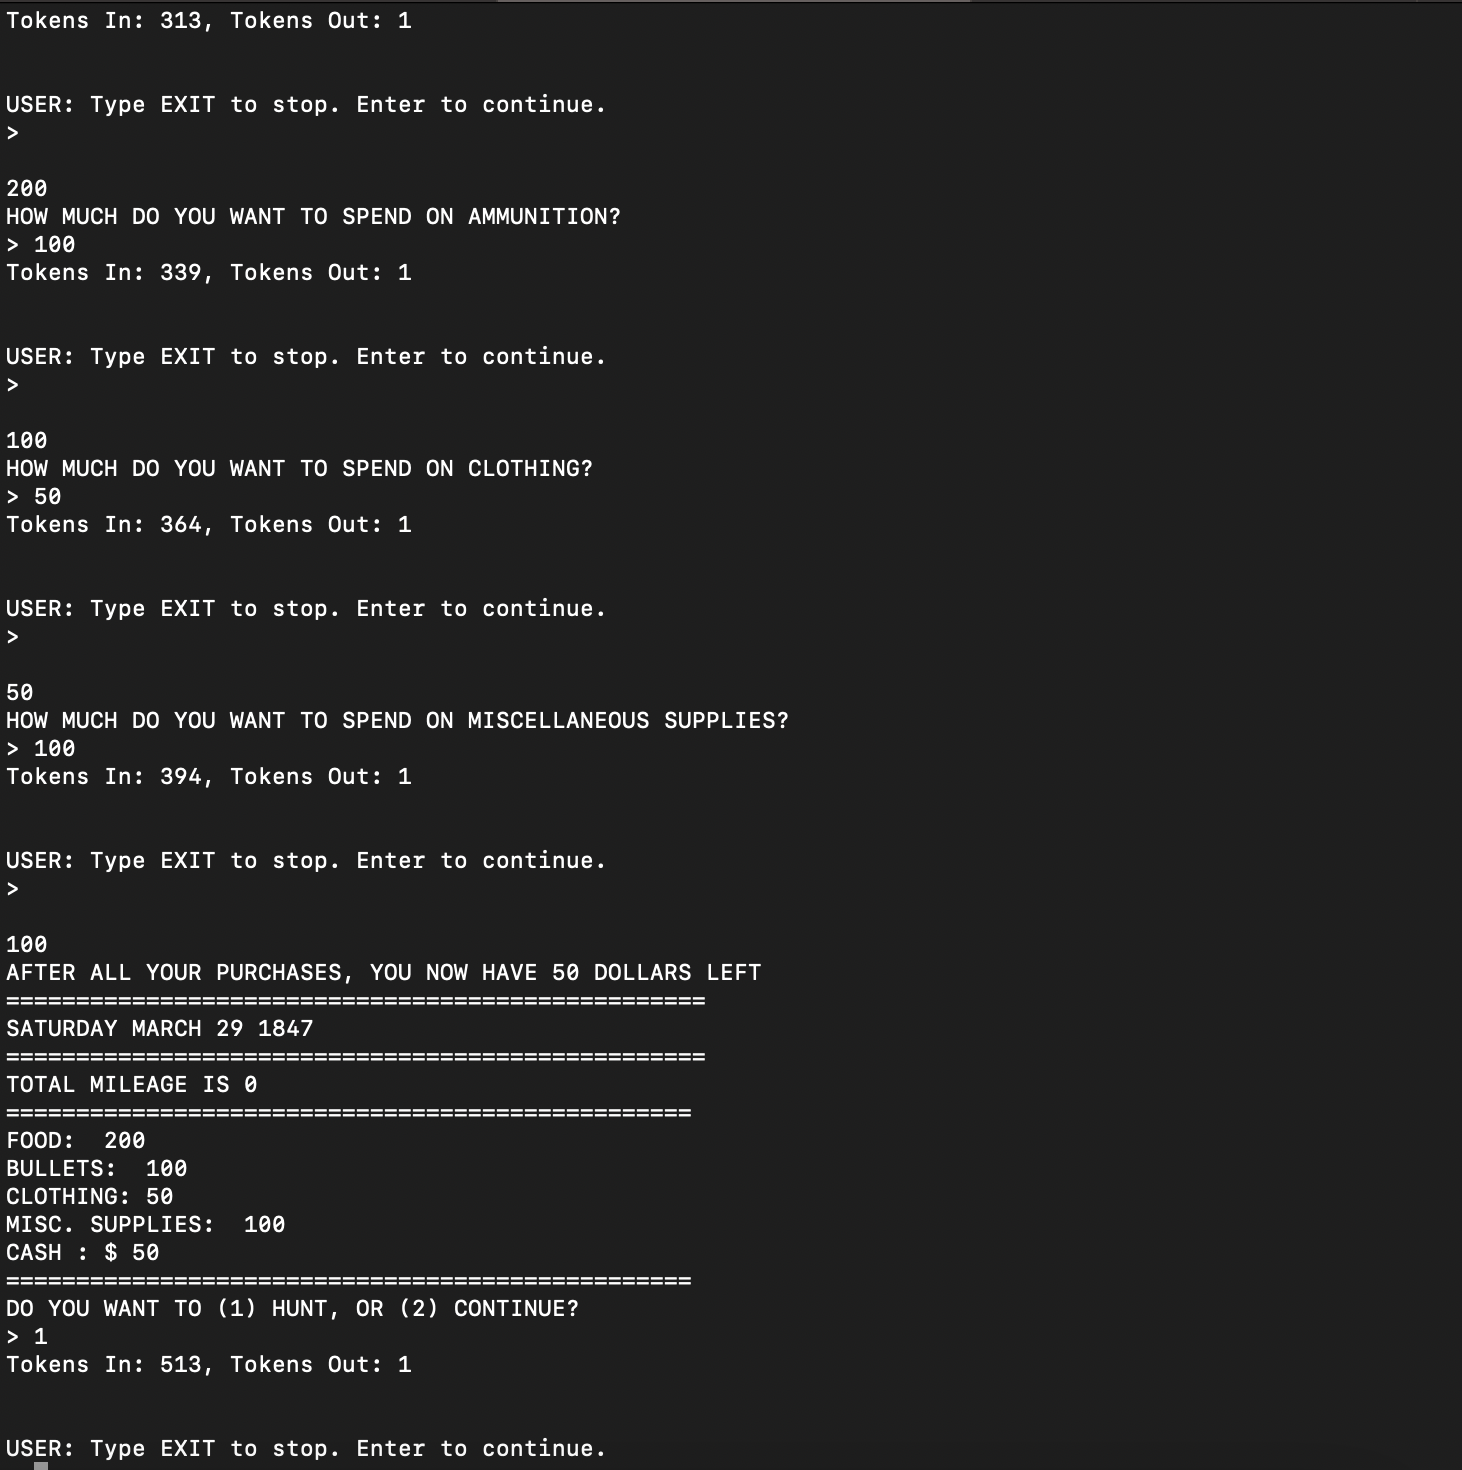 Tokens In: 313, Tokens Out: 1
USER: Type EXIT to stop. Enter to continue.
>
200
HOW MUCH DO YOU WANT TO SPEND ON AMMUNITION?
> 100
Tokens In: 339, Tokens Out: 1
USER: Type EXIT to stop. Enter to continue.
>
100
HOW MUCH DO YOU WANT TO SPEND ON CLOTHING?
> 50
Tokens In: 364, Tokens Out: 1
USER: Type EXIT to stop. Enter to continue.
>
50
HOW MUCH DO YOU WANT TO SPEND ON MISCELLANEOUS SUPPLIES?
> 100
Tokens In: 394, Tokens Out: 1
USER: Type EXIT to stop. Enter to continue.
>
100
AFTER ALL YOUR PURCHASES, YOU NOW HAVE 50 DOLLARS LEFT
==================================================
SATURDAY MARCH 29 1847
==================================================
TOTAL MILEAGE IS 0
=================================================
FOOD:  200
BULLETS:  100
CLOTHING: 50
MISC. SUPPLIES:  100
CASH : $ 50
=================================================
DO YOU WANT TO (1) HUNT, OR (2) CONTINUE?
> 1
Tokens In: 513, Tokens Out: 1
USER: Type EXIT to stop. Enter to continue.